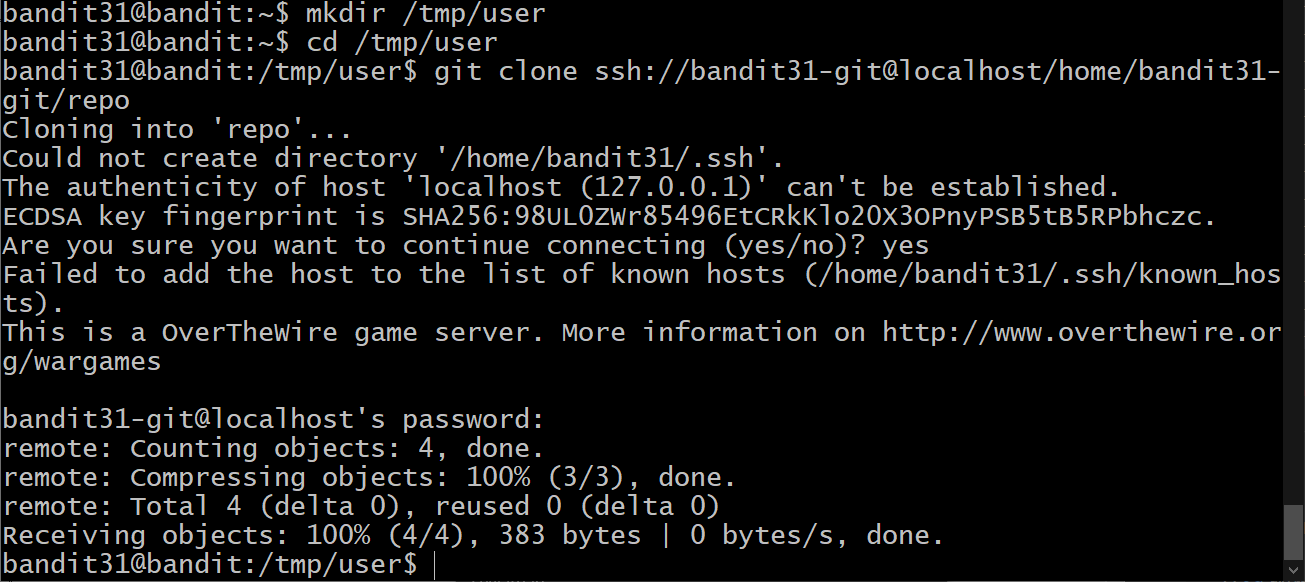 bandit31@bandit:~$ mkdir /tmp/user
bandit31@bandit:~$ cd /tmp/user
bandit31@bandit:/tmp/user$ git clone ssh://bandit31-git@localhost/home/bandit31-
git/repo
Cloning into 'repo'...
Could not create directory '/home/bandit31/.ssh'.
The authenticity of host 'localhost (127.0.0.1)' can't be established.
ECDSA key fingerprint is SHA256:98UL0ZWr85496EtCRkKlo20X3OPnyPSB5tB5RPbhczc.
Are you sure you want to continue connecting (yes/no)? yes
Failed to add the host to the list of known hosts (/home/bandit31/.ssh/known_hos
ts).
This is a OverTheWire game server. More information on http://www.overthewire.or
g/wargames

bandit31-git@localhost's password:
remote: Counting objects: 4, done.
remote: Compressing objects: 100% (3/3), done.
remote: Total 4 (delta 0), reused 0 (delta 0)
Receiving objects: 100% (4/4), 383 bytes | 0 bytes/s, done.
bandit31@bandit:/tmp/user$